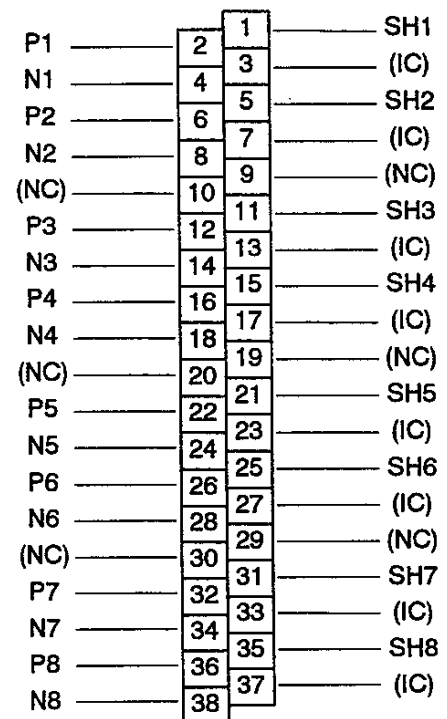 1 SH1
P1 2
3 (IC)
N1 4
5 SH2
P2 6
7 (IC)
N2 8
9 (NC)
(NC) 10
11 SH3
P3 12
13 (IC)
N3 14
15 SH4
P4 16
17 (IC)
N4 18
19 (NC)
(NC) 20
21 SH5
P5 22
23 (IC)
N5 24
25 SH6
P6 26
27 (IC)
N6 28
29 (NC)
(NC) 30
31 SH7
P7 32
33 (IC)
N7 34
35 SH8
P8 36
37 (IC)
N8 38